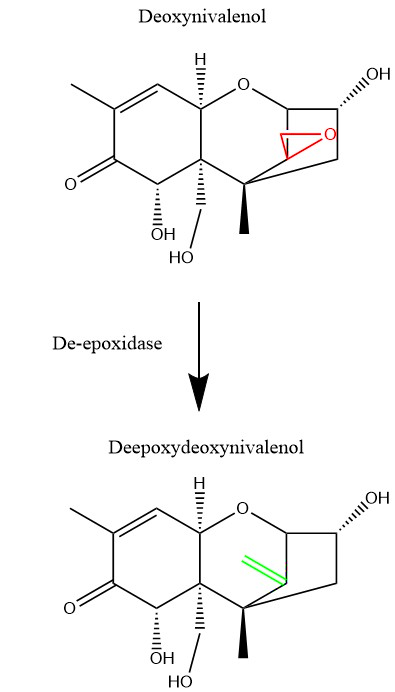 Deoxynivalenol
H
OH
O
O
O
OH
HO
De-epoxidase
Deepoxydeoxynivalenol
H
OH
O
O
OH
HO